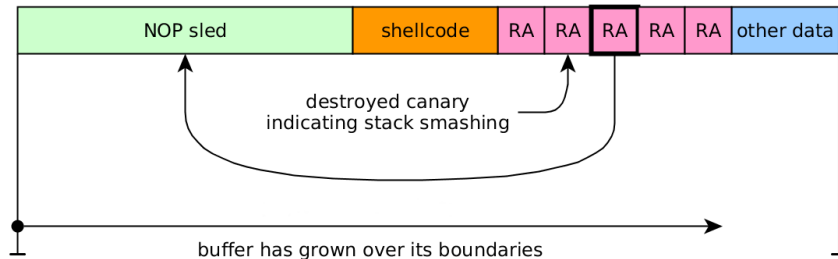 NOP sled shellcode RA RA RA RA RA other data
destroyed canary
indicating stack smashing
buffer has grown over its boundaries